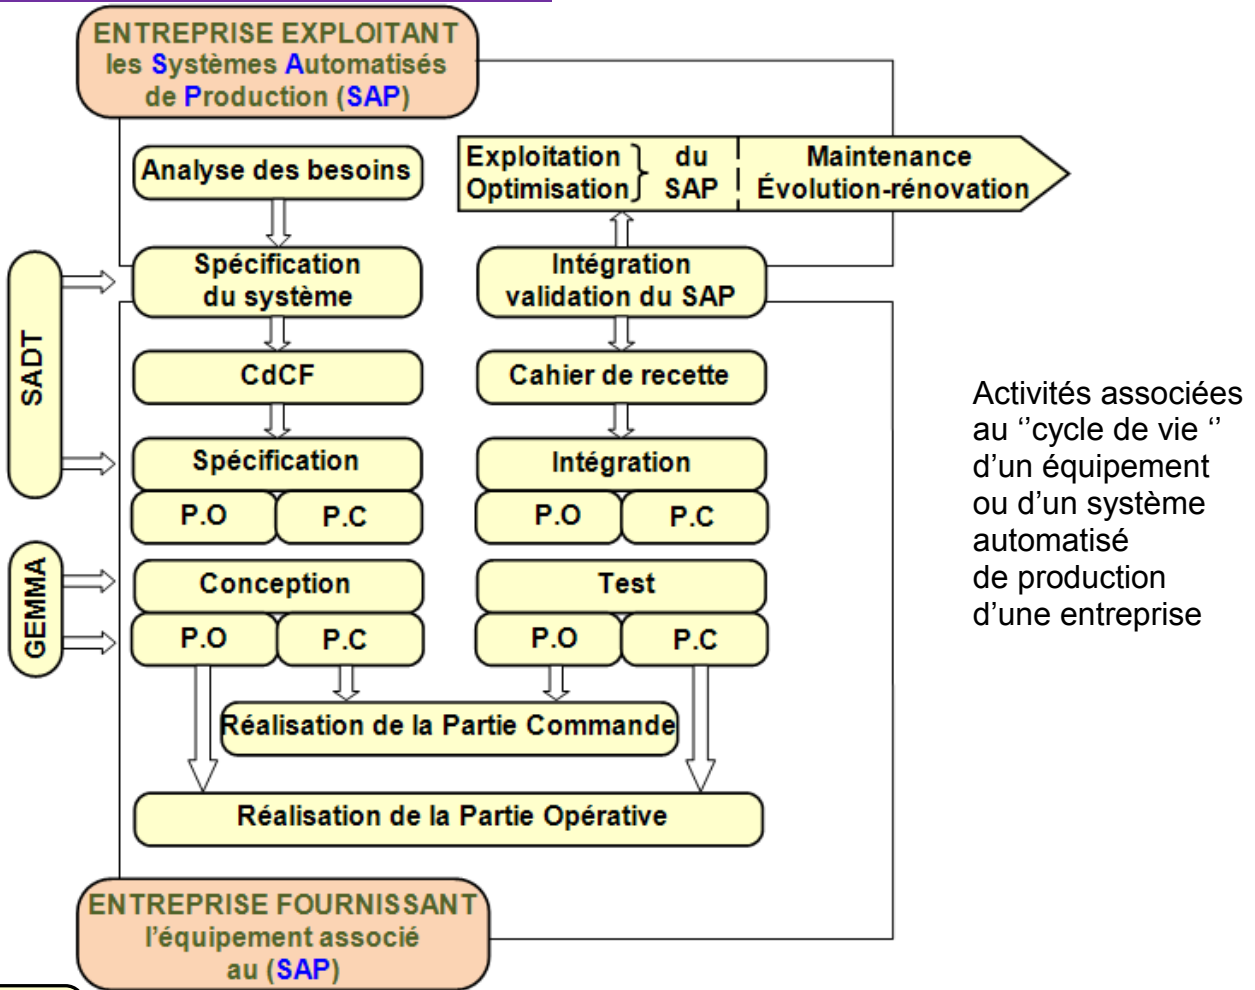 ENTREPRISE EXPLOITANT
les Systèmes Automatisés
de Production (SAP)
Analyse des besoins
Exploitation } du
Optimisation SAP
Maintenance
Évolution-rénovation
Spécification
du système
Intégration
validation du SAP
SADT
CdCF
Cahier de recette
Spécification
P.O
P.C
Intégration
P.O
P.C
GEMMA
Conception
P.O
P.C
Test
P.O
P.C
Réalisation de la Partie Commande
Réalisation de la Partie Opérative
ENTREPRISE FOURNISSANT
l’équipement associé
au (SAP)
Activités associées
au ‘’cycle de vie ‘’
d’un équipement
ou d’un système
automatisé
de production
d’une entreprise